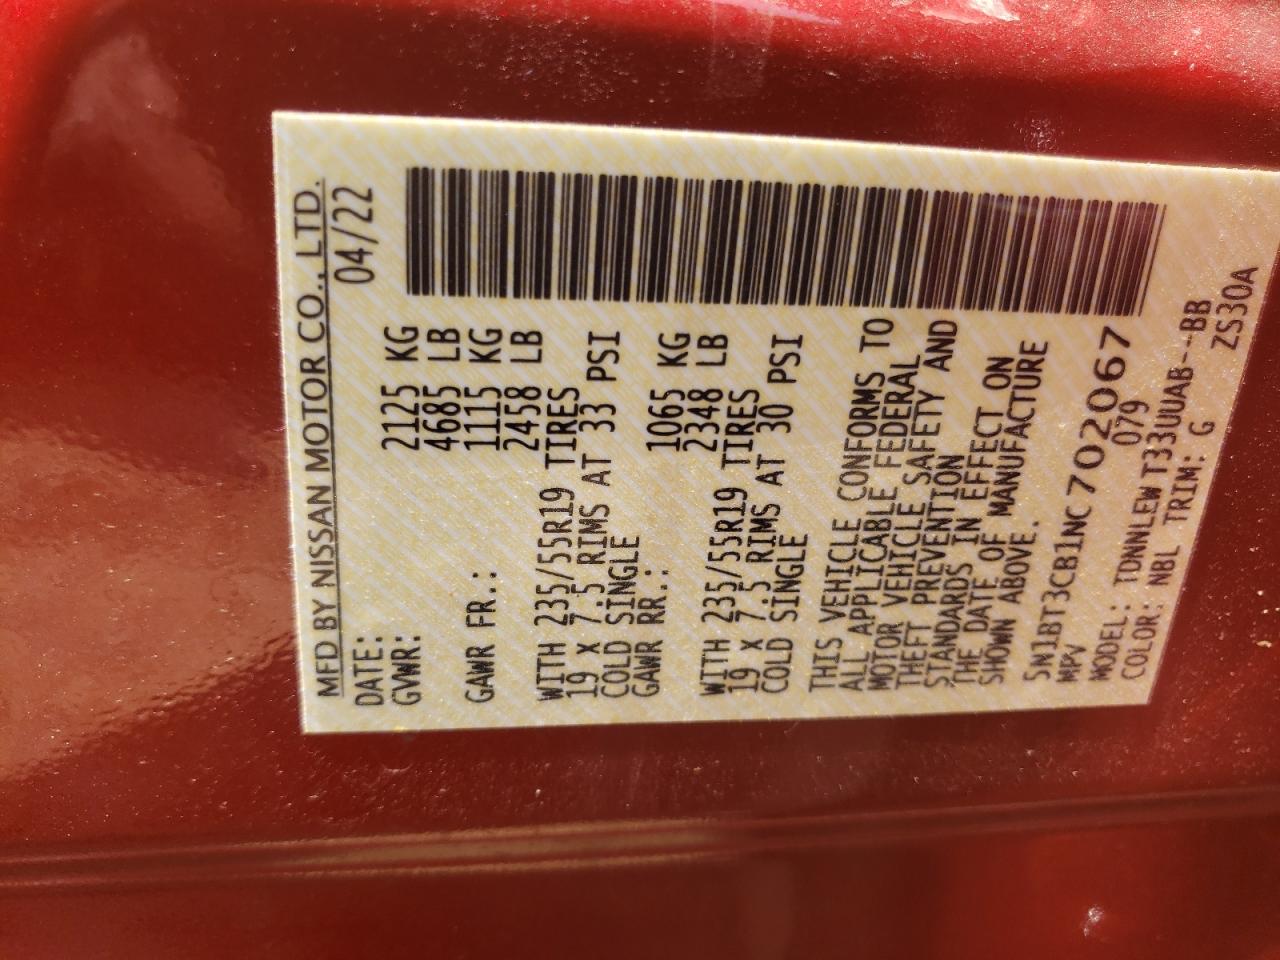 MFD BY NISSAN MOTOR CO., LTD.
DATE: 04/22
GVWR: 2125 KG
4685 LB
GAWR FR.: 1115 KG
2458 LB
WITH 235/55R19 TIRES
19 X 7.5 RIMS AT 33 PSI
COLD SINGLE
GAWR RR.: 1065 KG
2348 LB
WITH 235/55R19 TIRES
19 X 7.5 RIMS AT 30 PSI
COLD SINGLE
THIS VEHICLE CONFORMS TO
ALL APPLICABLE FEDERAL
MOTOR VEHICLE SAFETY AND
THEFT PREVENTION
STANDARDS IN EFFECT ON
THE DATE OF MANUFACTURE
SHOWN ABOVE.
5N1BT3CB1NC702067
MPV 079
MODEL: TDNNLEW T33UUAB---BB
COLOR: NBL TRIM: G ZS30A